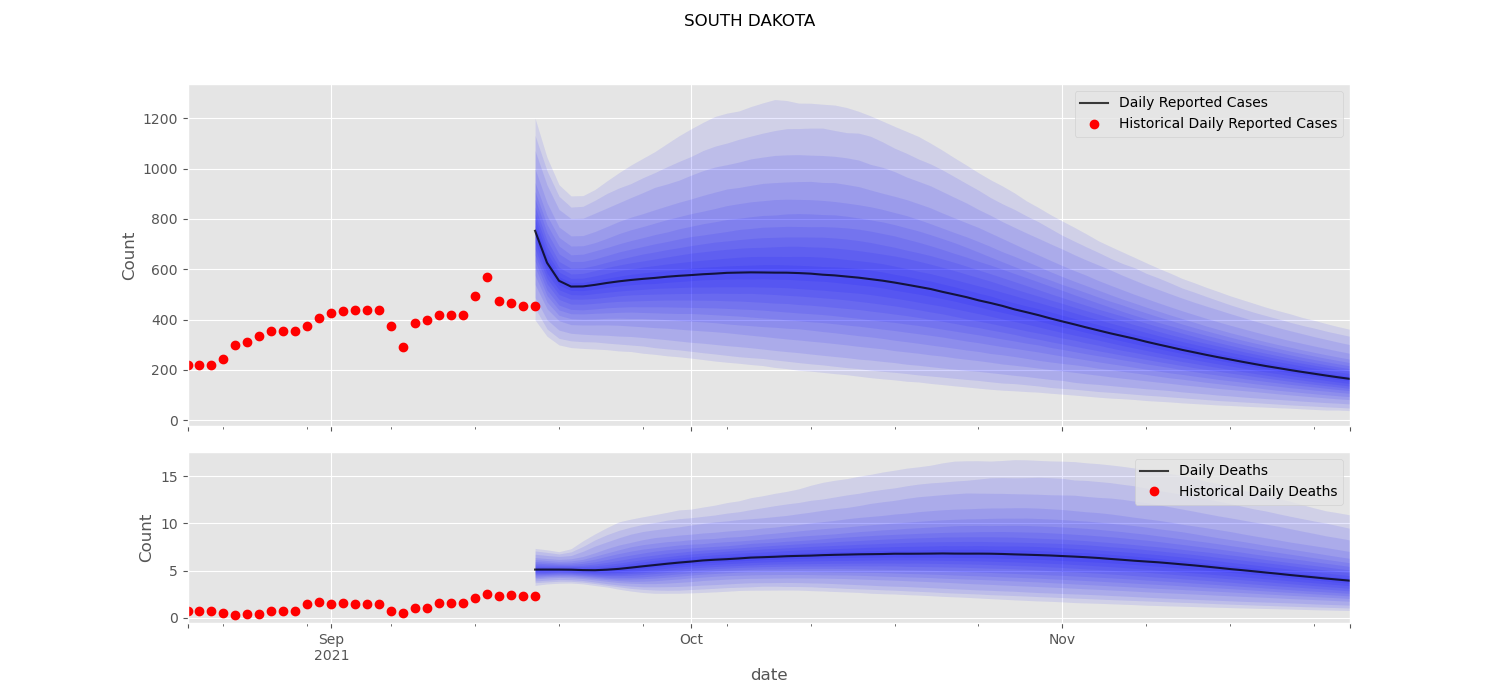 SOUTH DAKOTA
Count
1200
1000
800
600
400
200
0
Daily Reported Cases
Historical Daily Reported Cases
Count
15
10
5
0
Daily Deaths
Historical Daily Deaths
Sep
2021
Oct
Nov
date